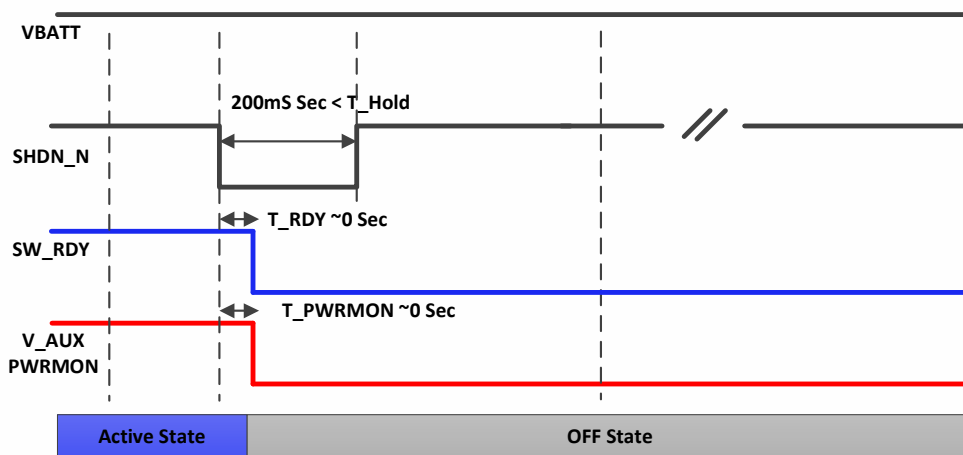 VBATT
200mS Sec < T_Hold
SHDN_N
T_RDY ~0 Sec
SW_RDY
T_PWRMON ~0 Sec
V_AUX
PWRMON
Active State
OFF State